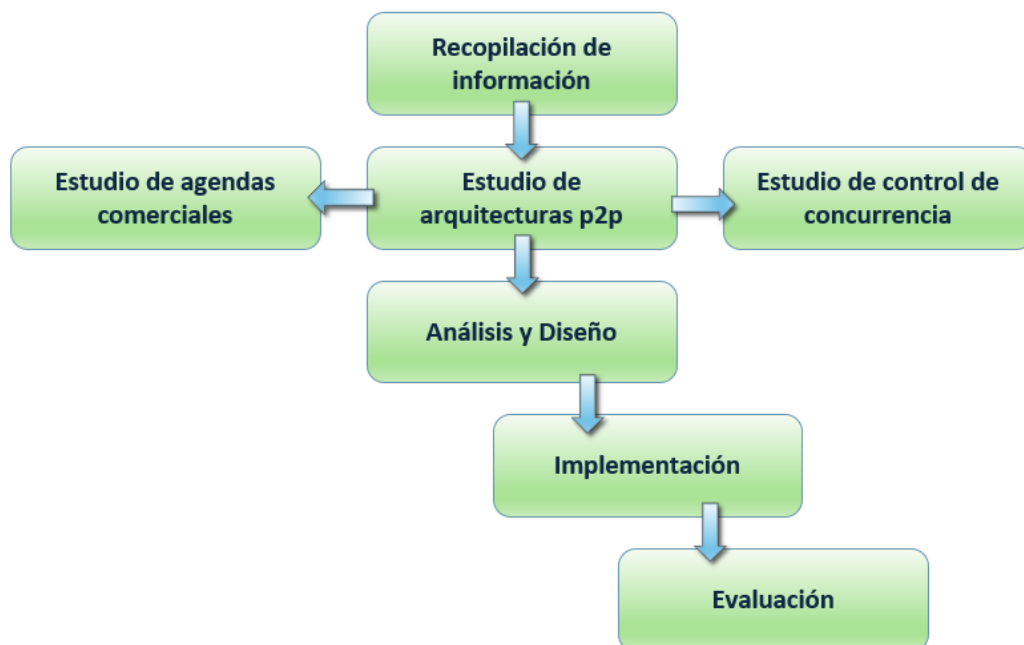 Recopilación de
información
Estudio de agendas
comerciales
Estudio de
arquitecturas p2p
Estudio de control de
concurrencia
Análisis y Diseño
Implementación
Evaluación